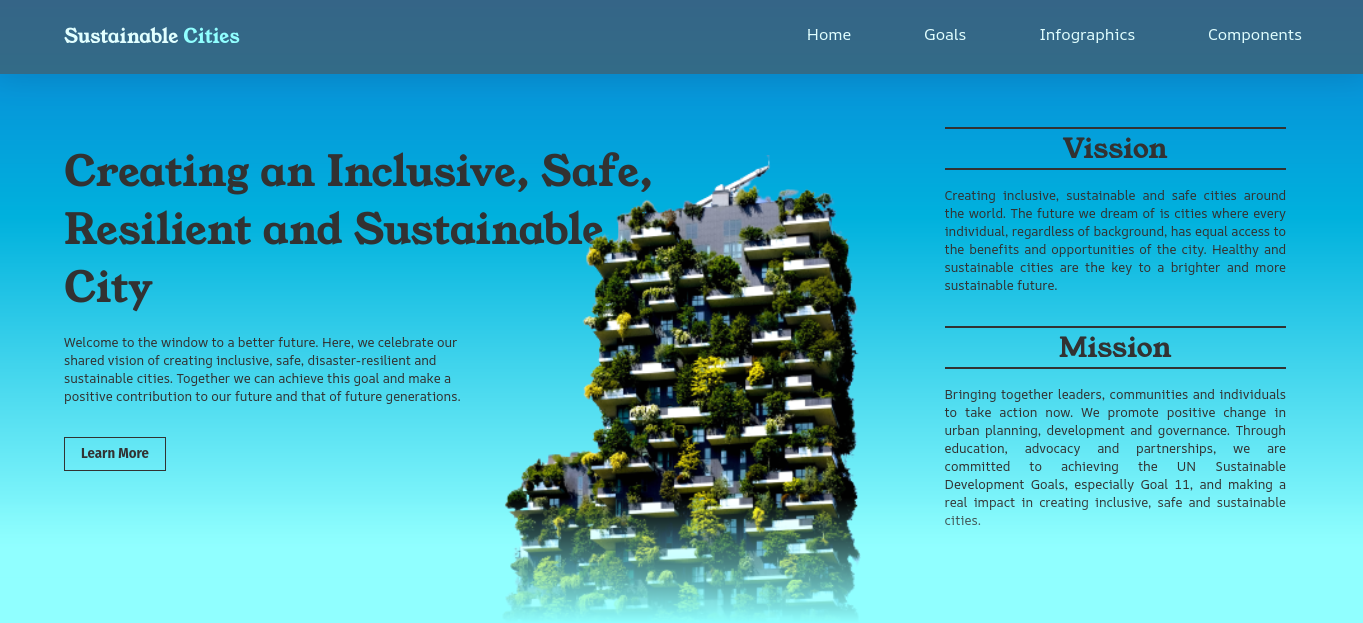 Sustainable Cities
Home
Goals
Infographics
Components
Creating an Inclusive, Safe,
Resilient and Sustainable
City
Welcome to the window to a better future. Here, we celebrate our
shared vision of creating inclusive, safe, disaster-resilient and
sustainable cities. Together we can achieve this goal and make a
positive contribution to our future and that of future generations.
Learn More
Vission
Creating inclusive, sustainable and safe cities around
the world. The future we dream of is cities where every
individual, regardless of background, has equal access to
the benefits and opportunities of the city. Healthy and
sustainable cities are the key to a brighter and more
sustainable future.
Mission
Bringing together leaders, communities and individuals
to take action now. We promote positive change in
urban planning, development and governance. Through
education, advocacy and partnerships, we are
committed to achieving the UN Sustainable
Development Goals, especially Goal 11, and making a
real impact in creating inclusive, safe and sustainable
cities.